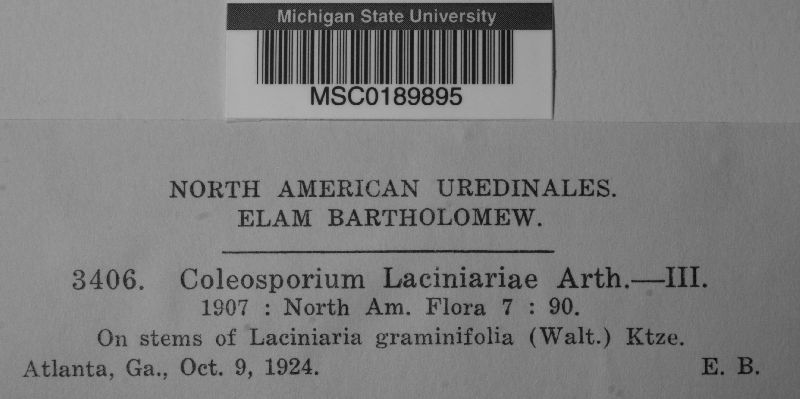 Michigan State University
MSC0189895
NORTH AMERICAN UREDINALES.
ELAM BARTHOLOMEW.
3406. Coleosporium Laciniariae Arth.—III.
1907 : North Am. Flora 7 : 90.
On stems of Laciniaria graminifolia (Walt.) Ktze.
Atlanta, Ga., Oct. 9, 1924. E. B.